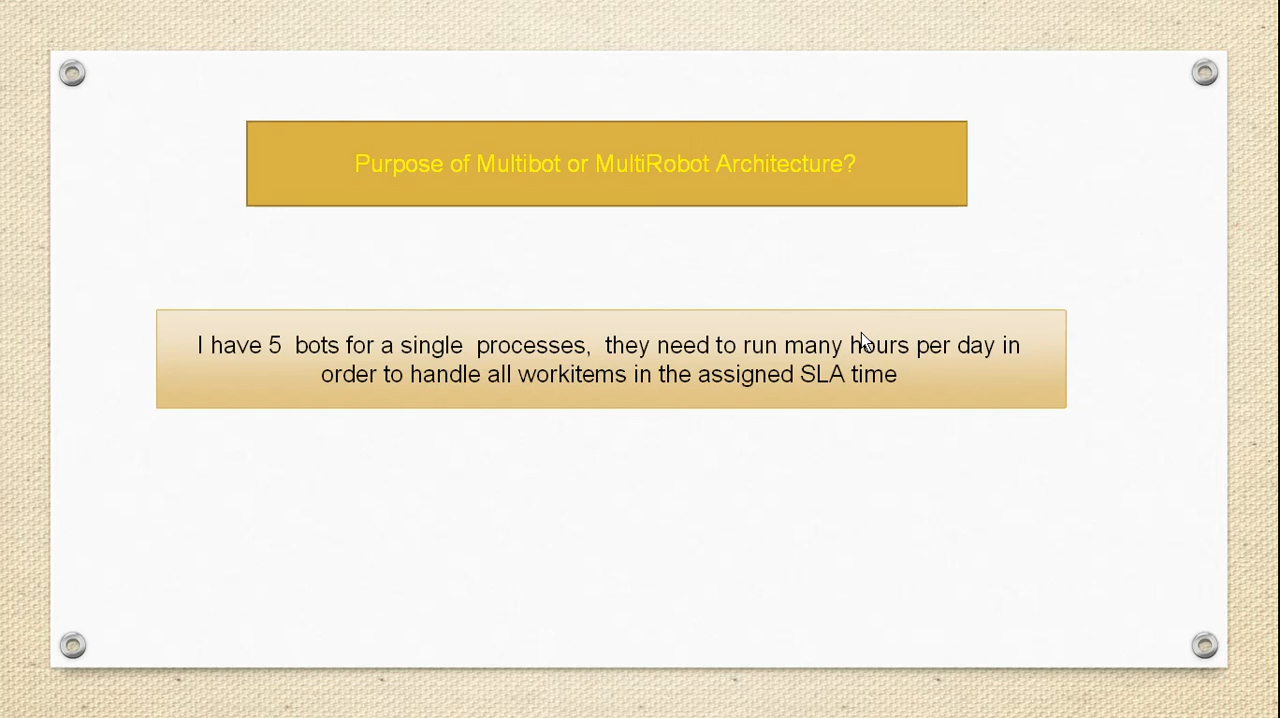 Purpose of Multibot or MultiRobot Architecture?
I have 5 bots for a single processes, they need to run many hours per day in
order to handle all workitems in the assigned SLA time